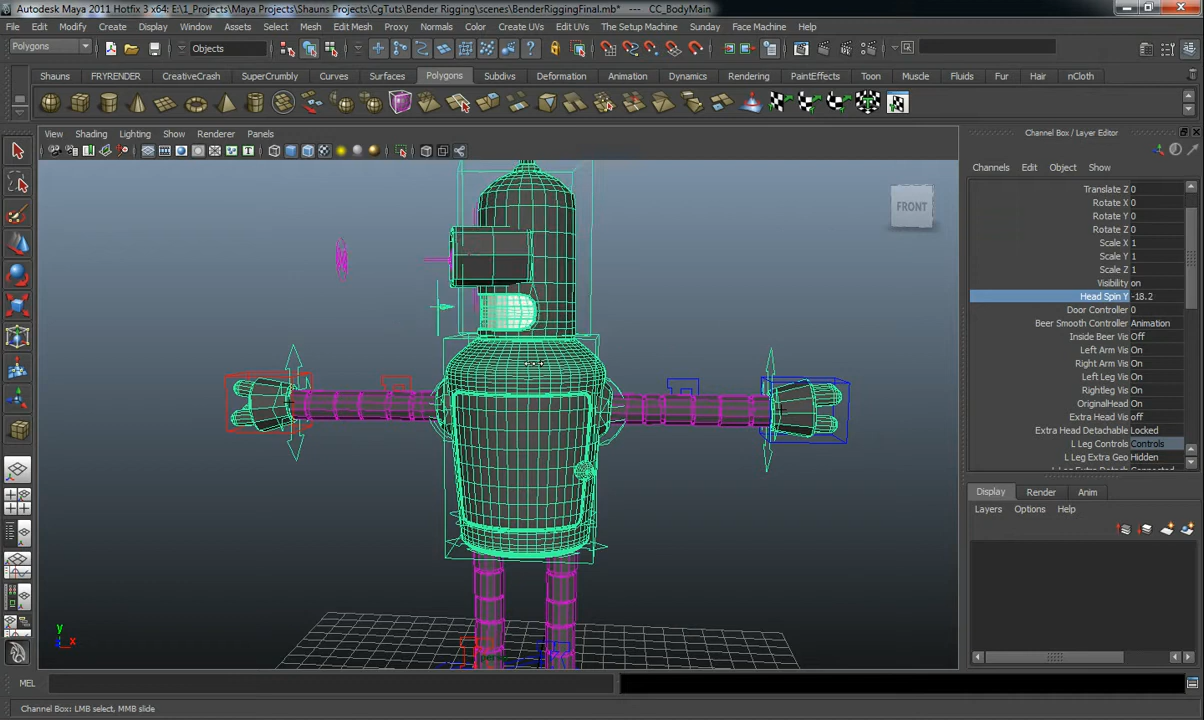 Autodesk Maya 2011 Hotfix 3 x64: E:\1_Projects\Maya Projects\Shauns Projects\CgTuts\Bender Rigging\scenes\BenderRiggingFinal.mb* --- CC_BodyMain
File Edit Modify Create Display Window Assets Select Mesh Edit Mesh Proxy Normals Color Create UVs Edit UVs The Setup Machine Muscle Help
Polygons Objects
Shauns FRYRENDER CreativeCrash SuperCrumbly Curves Surfaces Polygons Subdivs Deformation Animation Dynamics Rendering PaintEffects Toon Muscle Fluids Fur Hair nCloth
View Shading Lighting Show Renderer Panels
Channel Box / Layer Editor
Channels Edit Object Show
FRONT
Translate Z 0
Rotate X 0
Rotate Y 0
Rotate Z 0
Scale X 1
Scale Y 1
Scale Z 1
Visibility on
Head Spin Y -18.2
Door Controller 0
Beer Smooth Controller Animation
Inside Beer Vis Off
Left Arm Vis On
Right Arm Vis On
Left Leg Vis On
RightLeg Vis On
OriginalHead On
Extra Head Vis off
Extra Head Detachable Locked
L Leg Controls Controls
L Leg Extra Geo Hidden
Display Render Anim
Layers Options Help
y
x
MEL
Channel Box: LMB select, MMB slide